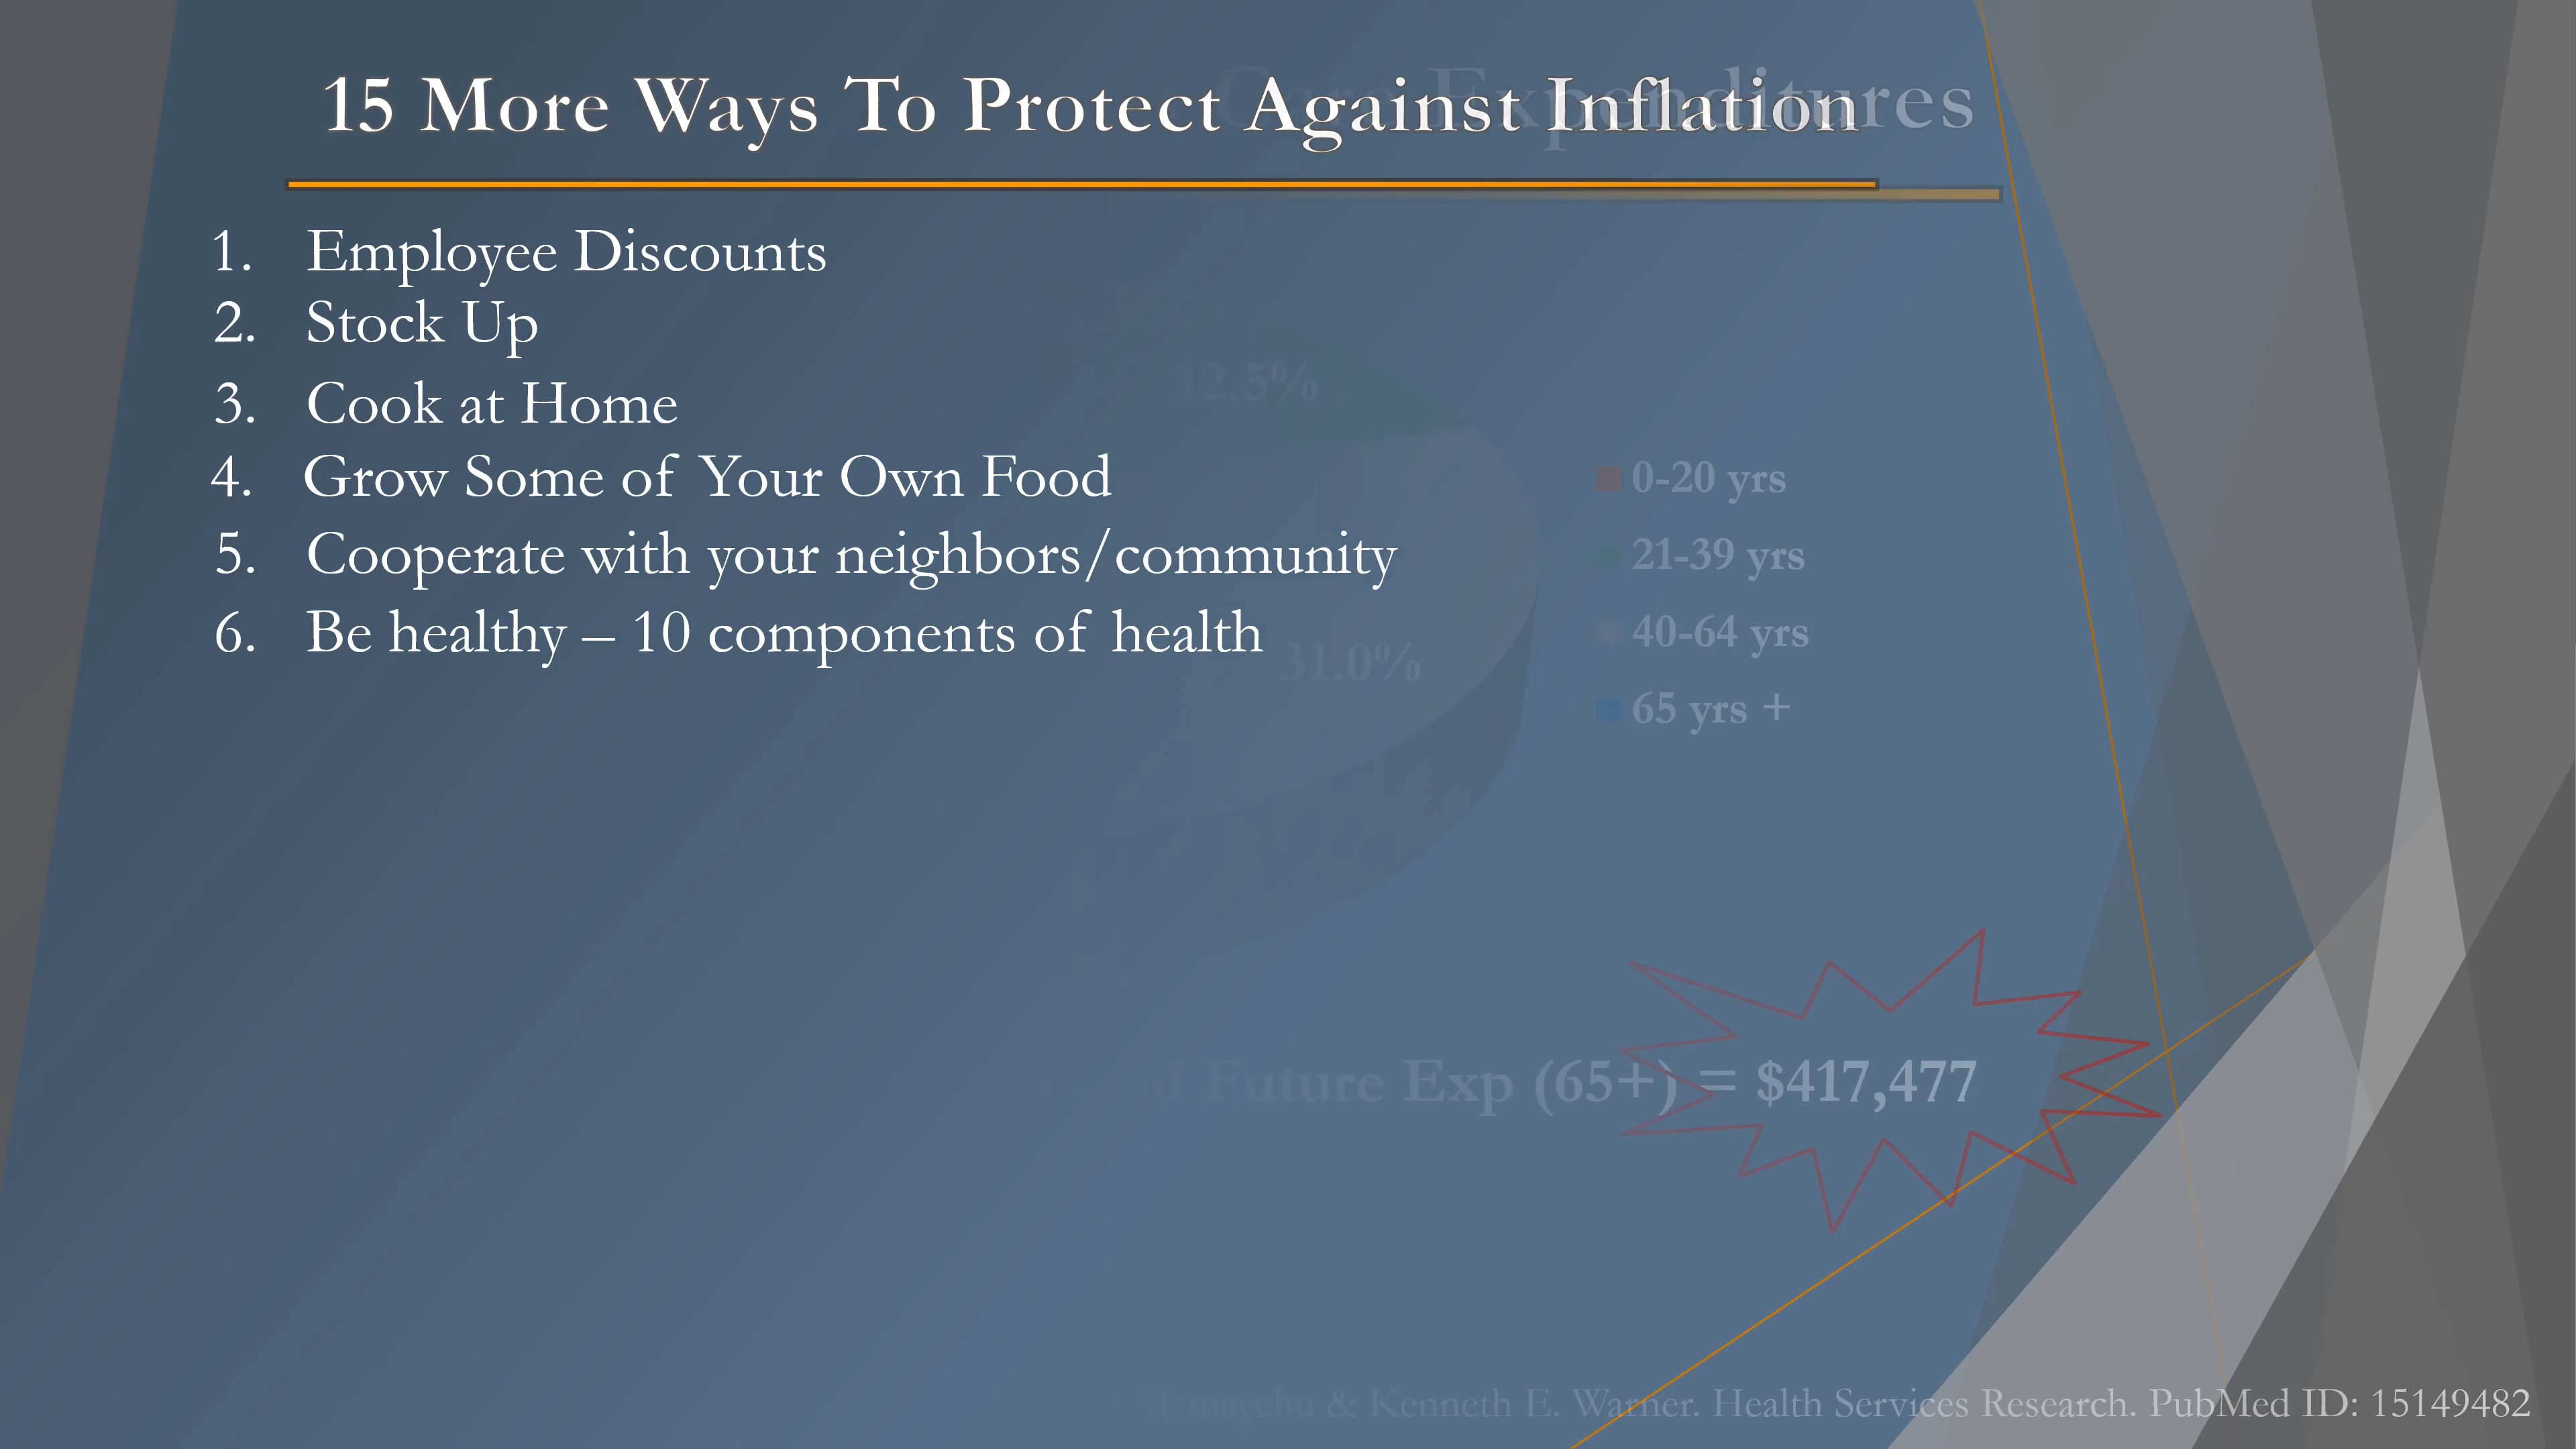 15 More Ways To Protect Against Inflation
Expenditures
1. Employee Discounts
2. Stock Up
3. Cook at Home
4. Grow Some of Your Own Food
5. Cooperate with your neighbors/community
6. Be healthy – 10 components of health
12.5%
31.0%
0-20 yrs
21-39 yrs
40-64 yrs
65 yrs +
Future Exp (65+) = $417,477
& Kenneth E. Warner. Health Services Research. PubMed ID: 15149482